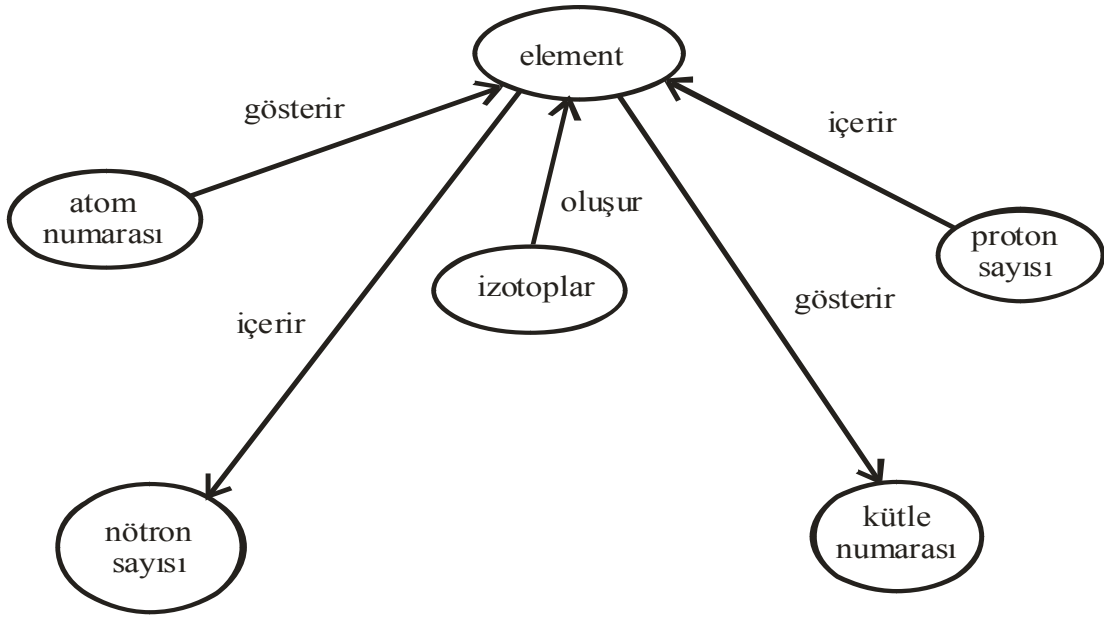 element
gösterir
içerir
atom
numarası
oluşur
proton
sayısı
izotoplar
gösterir
içerir
nötron
sayısı
kütle
numarası